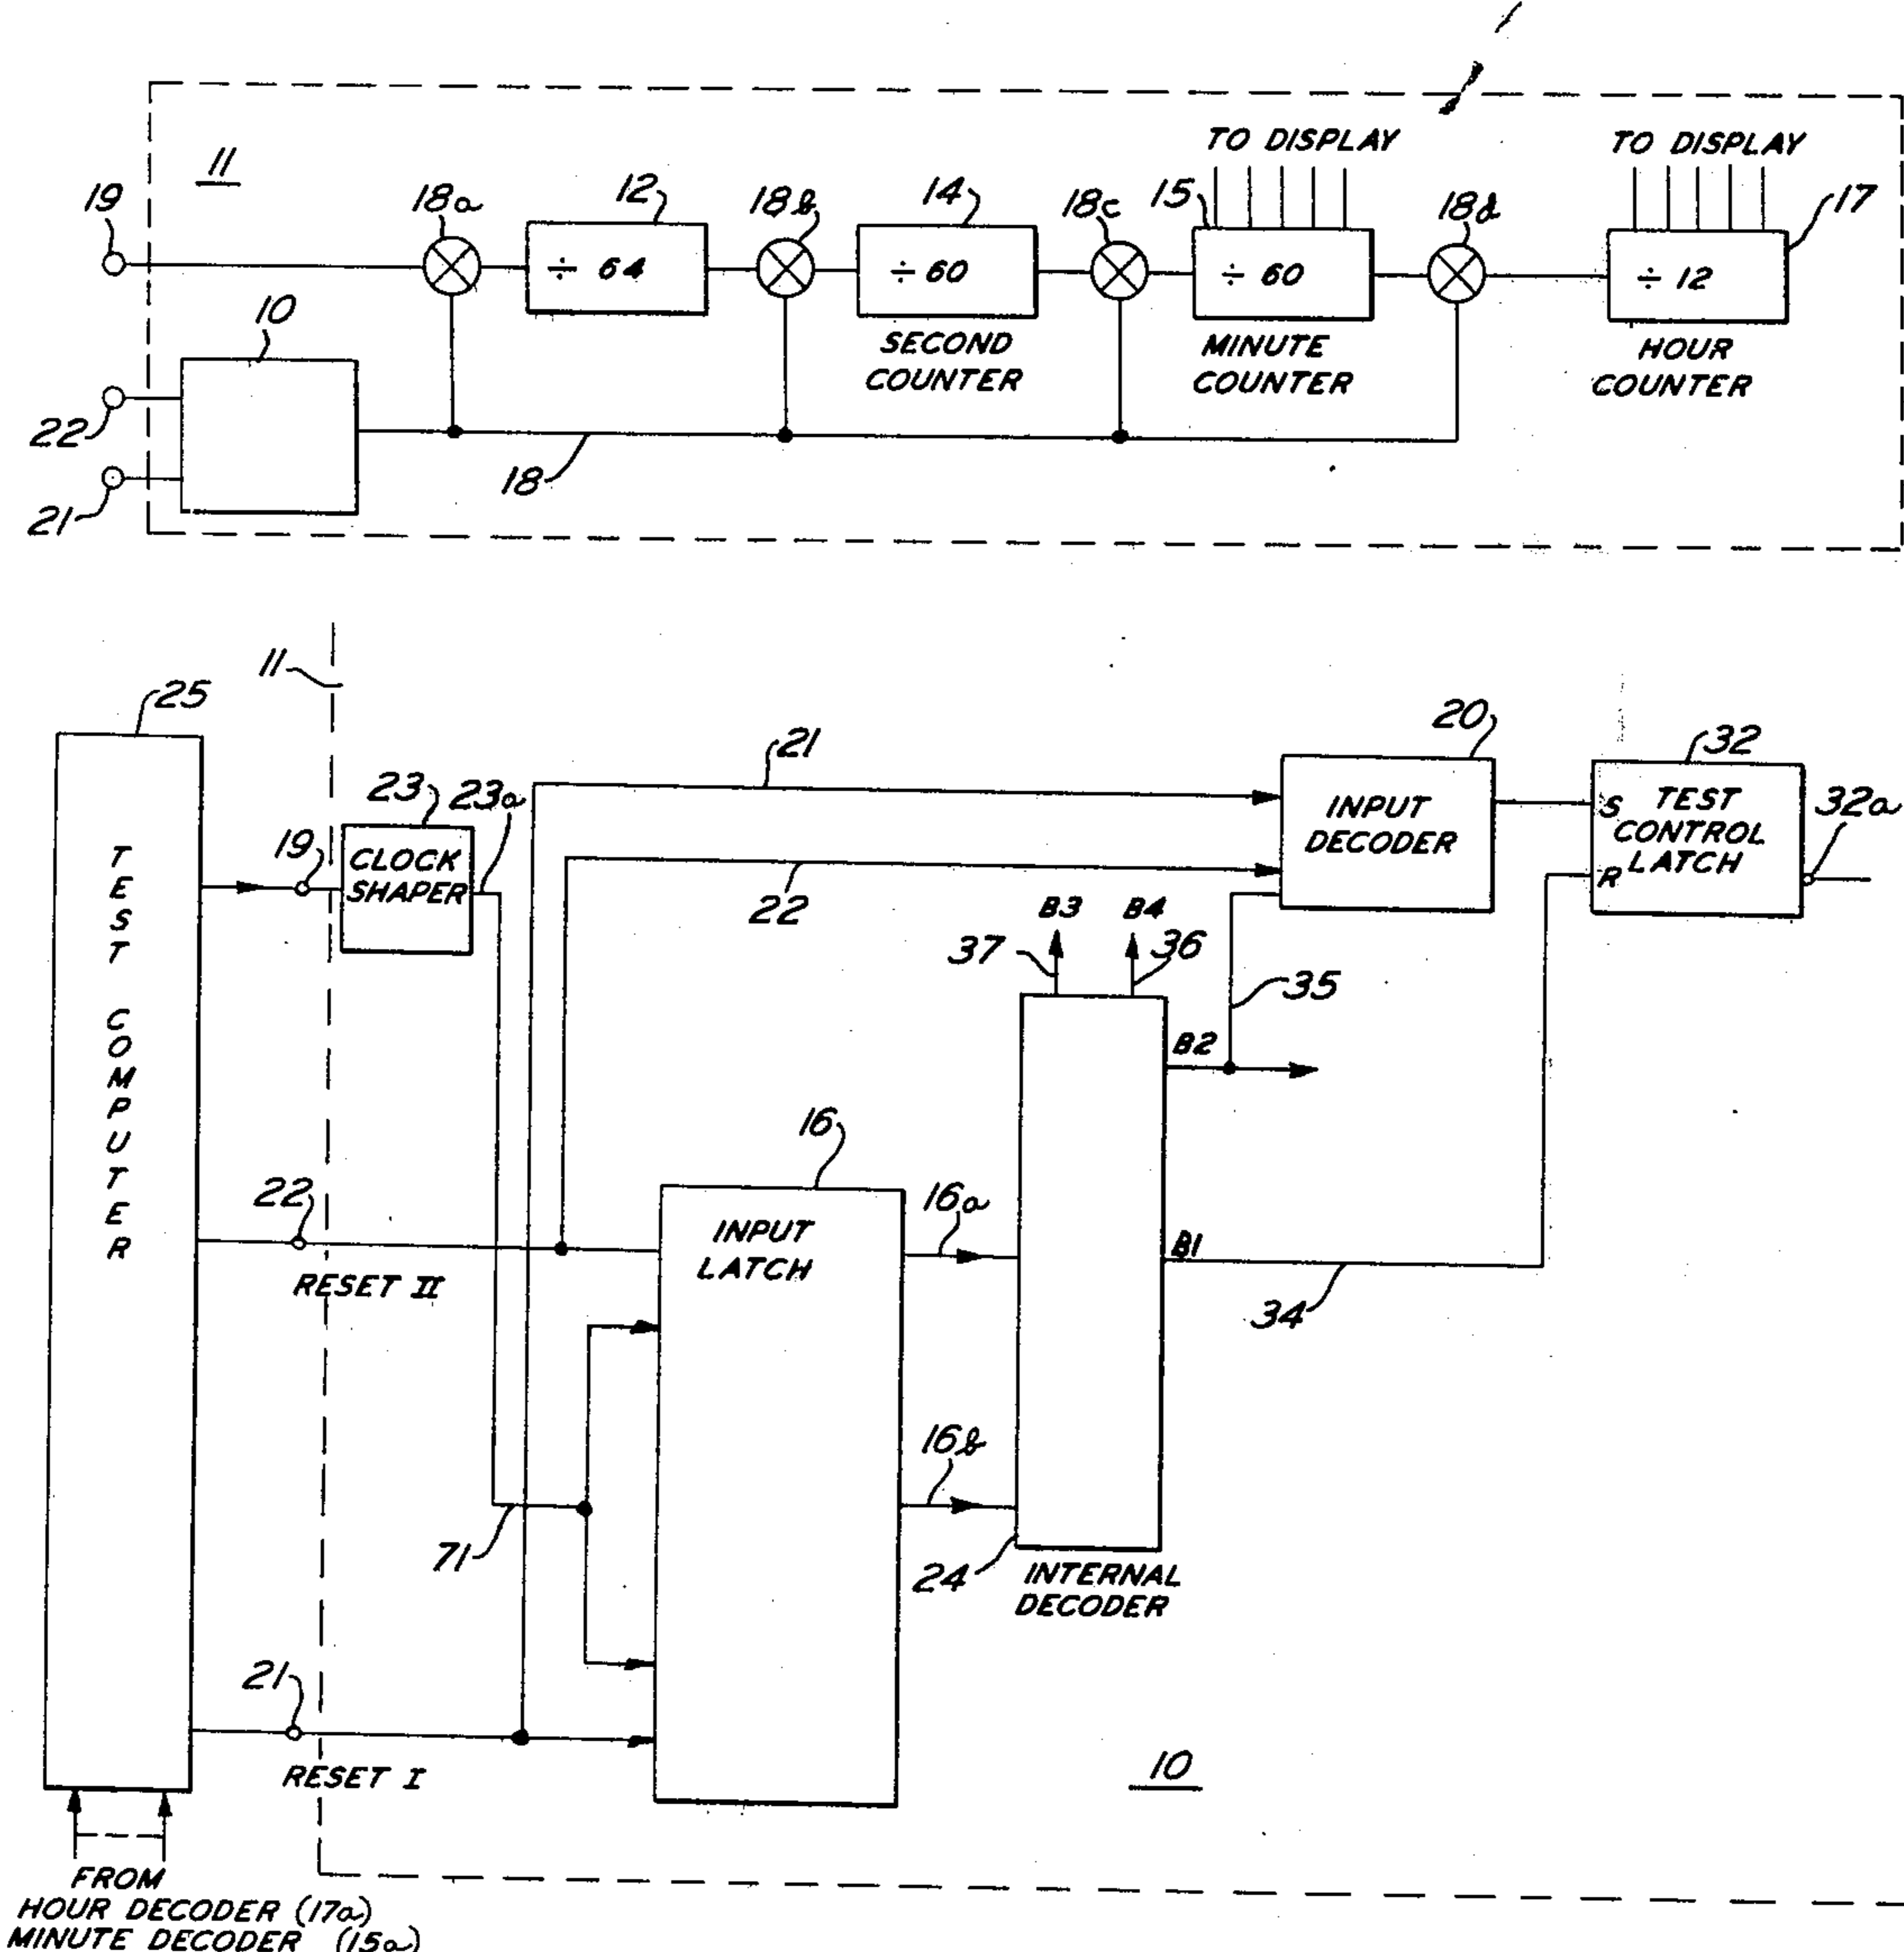 TO DISPLAY TO DISPLAY
11
19 18a 12 18b 14 18c 15 18d 17
÷ 64 ÷ 60 ÷ 60 ÷ 12
10
SECOND COUNTER
MINUTE COUNTER
HOUR COUNTER
22
18
21
11
25
21
20
32
23 23a
TEST COMPUTER
19
CLOCK SHAPER
INPUT DECODER
S TEST CONTROL LATCH
R
32a
22
B3 B4
37 36
35
B2
16
22
INPUT LATCH
16a
B1
RESET II
34
16b
71
24
INTERNAL DECODER
21
RESET I
10
FROM
HOUR DECODER (17a)
MINUTE DECODER (15a)